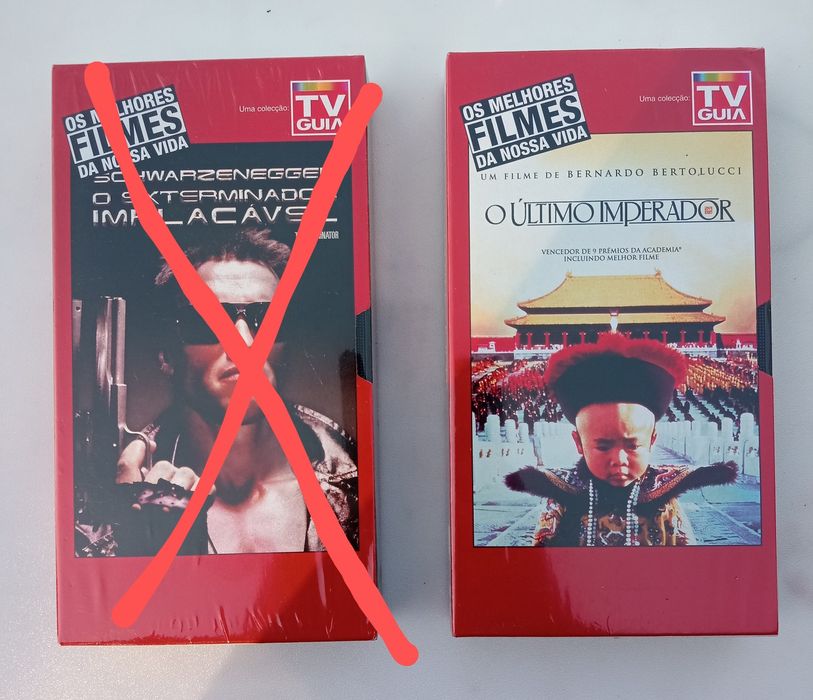 OS MELHORES
FILMES
DA NOSSA VIDA
Uma colecção:
TV
GUIA
SCHWARZENEGGER
O EXTERMINADOR
IMPLACÁVEL
OS MELHORES
FILMES
DA NOSSA VIDA
Uma colecção:
TV
GUIA
UM FILME DE BERNARDO BERTOLUCCI
O ÚLTIMO IMPERADOR
VENCEDOR DE 9 PRÉMIOS DA ACADEMIA®
INCLUINDO MELHOR FILME